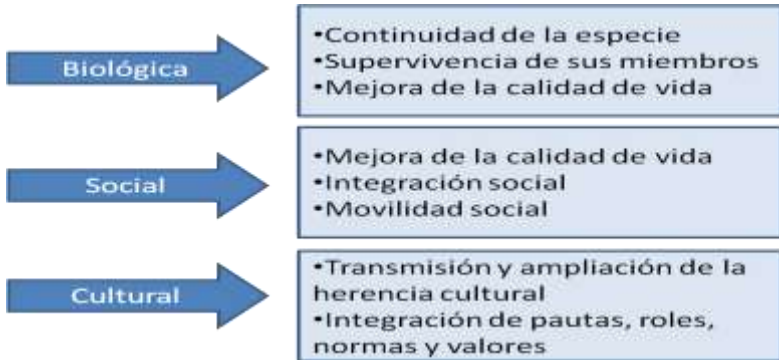 Biológica
•Continuidad de la especie
•Supervivencia de sus miembros
•Mejora de la calidad de vida
Social
•Mejora de la calidad de vida
•Integración social
•Movilidad social
Cultural
•Transmisión y ampliación de la
herencia cultural
•Integración de pautas, roles,
normas y valores